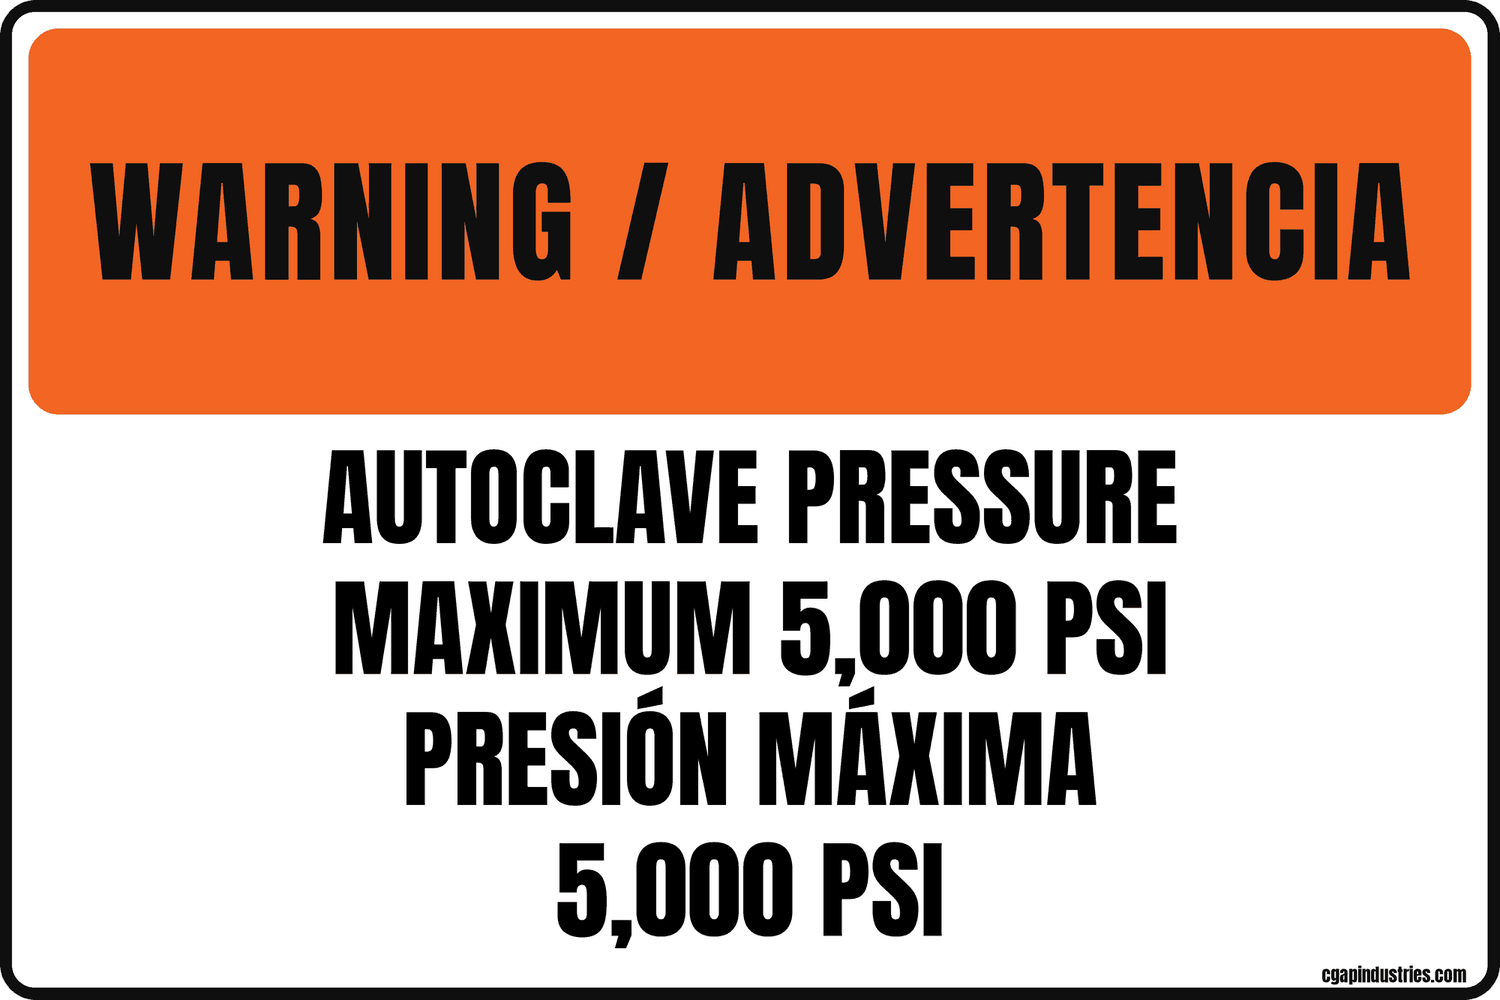 WARNING / ADVERTENCIA
AUTOCLAVE PRESSURE
MAXIMUM 5,000 PSI
PRESIÓN MÁXIMA
5,000 PSI
cgapindustries.com